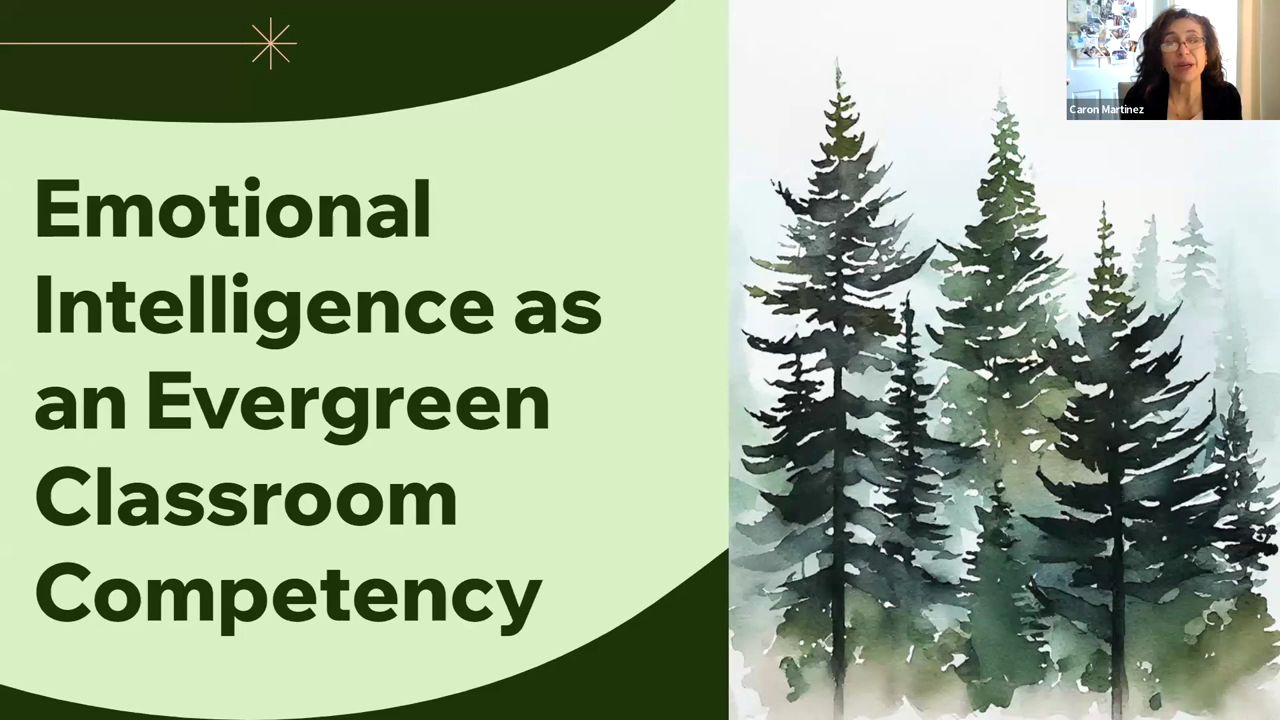 Emotional
Intelligence as
an Evergreen
Classroom
Competency
Caron Martinez